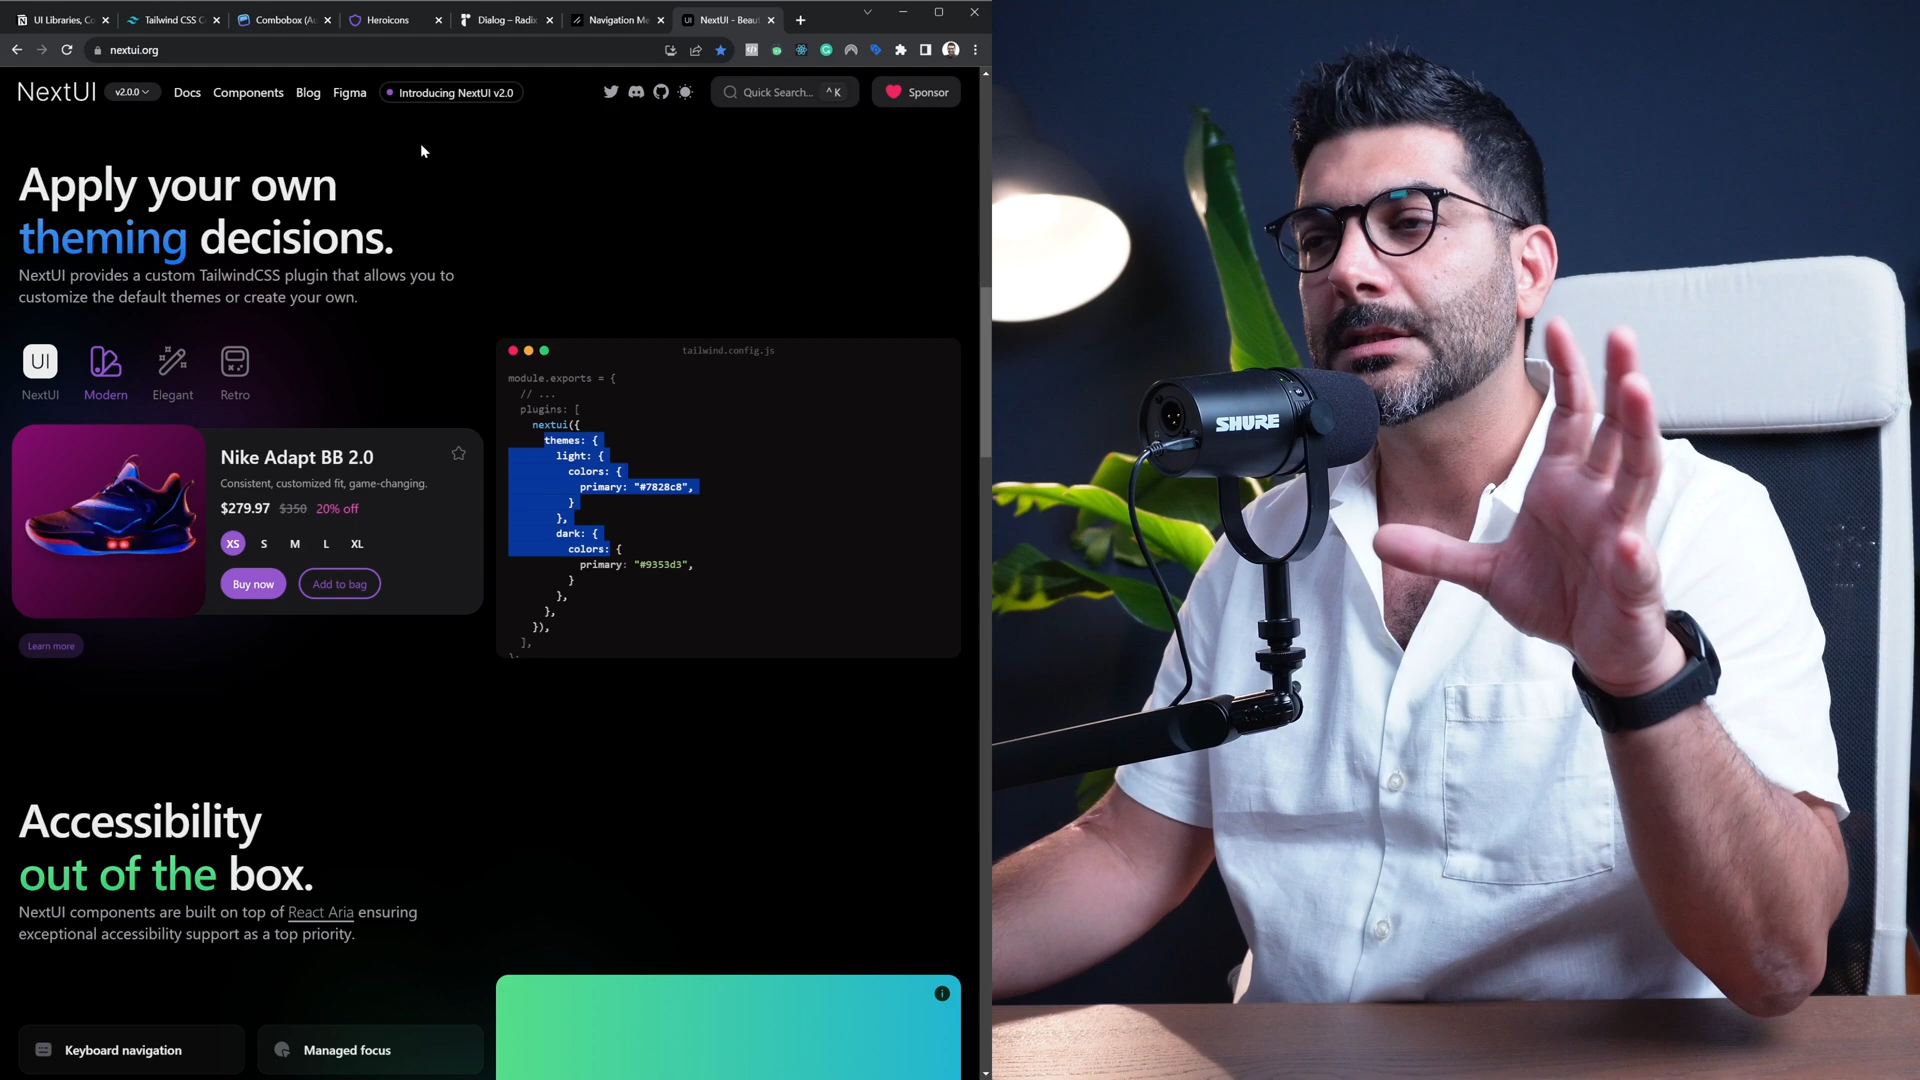 UI Libraries, Co
Tailwind CSS C
Combobox (Au
Heroicons
Dialog – Radix
Navigation Me
NextUI - Beau
nextui.org
NextUI
v2.0.0
Docs
Components
Blog
Figma
Introducing NextUI v2.0
Quick Search...
^ K
Sponsor
Apply your own
theming decisions.
NextUI provides a custom TailwindCSS plugin that allows you to
customize the default themes or create your own.
UI
NextUI
Modern
Elegant
Retro
Nike Adapt BB 2.0
Consistent, customized fit, game-changing.
$279.97 $350 20% off
XS S M L XL
Buy now
Add to bag
Learn more
tailwind.config.js
module.exports = {
// ...
plugins: [
nextui({
themes: {
light: {
colors: {
primary: "#7828c8",
}
},
dark: {
colors: {
primary: "#9353d3",
}
},
},
}),
],
};
Accessibility
out of the box.
NextUI components are built on top of React Aria ensuring
exceptional accessibility support as a top priority.
Keyboard navigation
Managed focus
SHURE